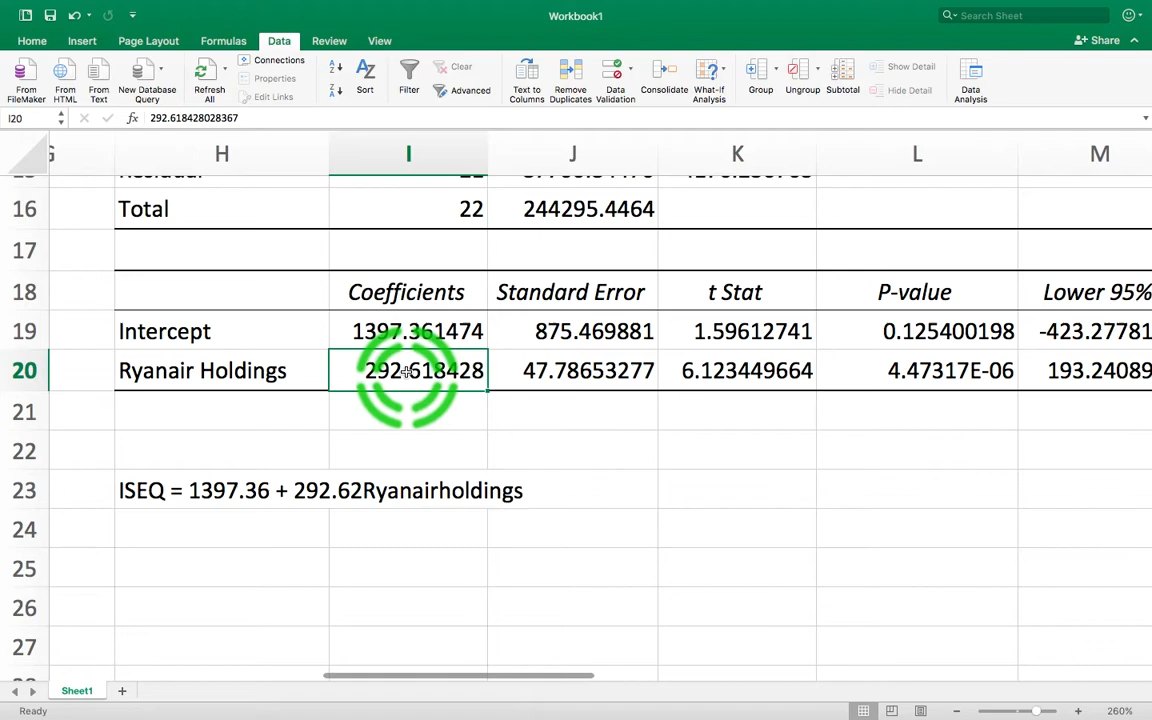 Workbook1
Search Sheet
Home Insert Page Layout Formulas Data Review View
Share
From FileMaker
From HTML
From Text
New Database Query
Refresh All
Connections
Properties
Edit Links
Sort
Filter
Clear
Advanced
Text to Columns
Remove Duplicates
Data Validation
Consolidate
What-If Analysis
Group
Ungroup
Subtotal
Show Detail
Hide Detail
Data Analysis
I20 fx 292.618428028367
G H I J K L M
16 Total 22 244295.4464
17
18 Coefficients Standard Error t Stat P-value Lower 95%
19 Intercept 1397.361474 875.469881 1.59612741 0.125400198 -423.27781
20 Ryanair Holdings 292.618428 47.78653277 6.123449664 4.47317E-06 193.24089
21
22
23 ISEQ = 1397.36 + 292.62Ryanairholdings
24
25
26
27
Sheet1
Ready
260%